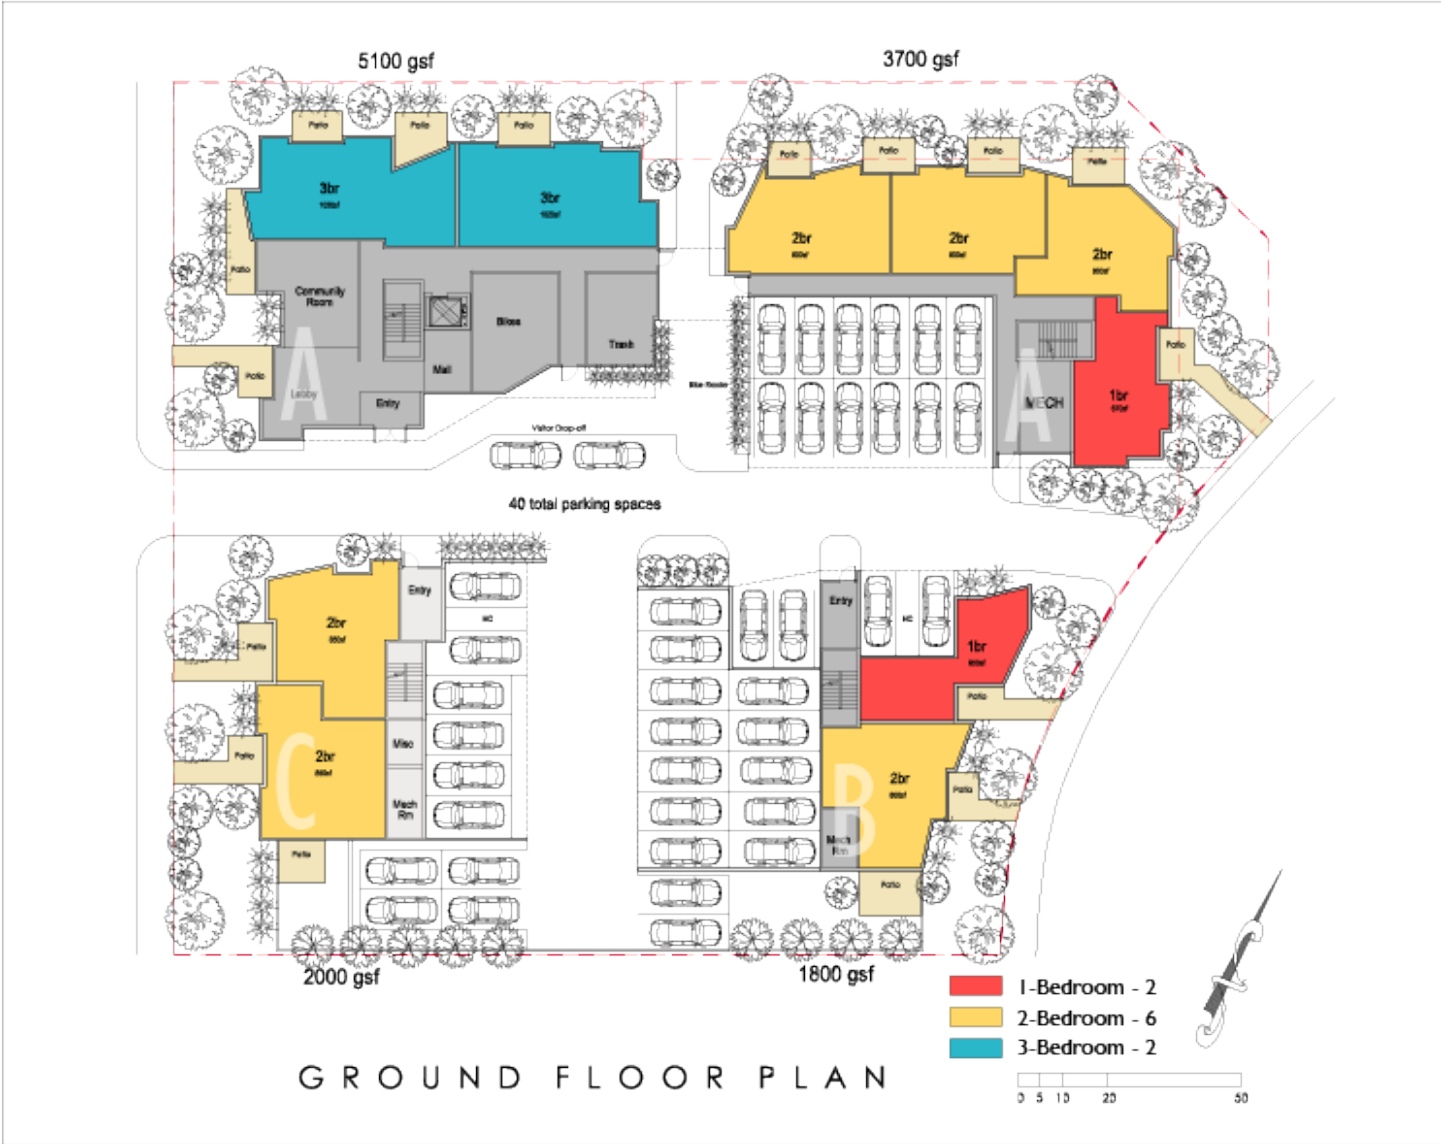 5100 gsf
3700 gsf
Patio
Patio
Patio
Patio
Patio
Patio
Patio
3br
3br
2br
2br
2br
Patio
Community
Room
Bikes
Trash
Mail
A
Lobby
Entry
Patio
Patio
MECH
A
1br
Visitor Drop-off
40 total parking spaces
Entry
HC
Entry
HC
2br
1br
Patio
Patio
Misc
2br
C
Patio
Mech
Rm
2br
B
Patio
Mech
Rm
Patio
Patio
2000 gsf
1800 gsf
1-Bedroom - 2
2-Bedroom - 6
3-Bedroom - 2
GROUND FLOOR PLAN
0 5 10 20 50